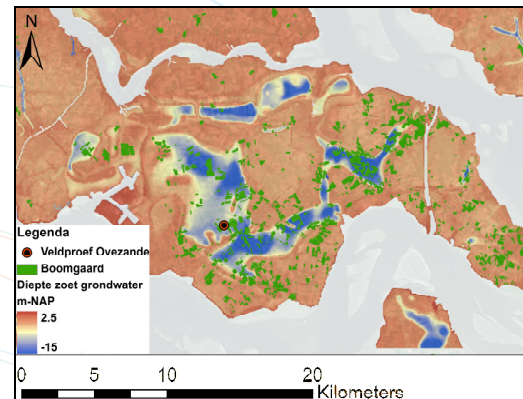 N
Legenda
Veldproef Ovezande
Boomgaard
Diepte zoet grondwater
m-NAP
2.5
-15
0 5 10 20
Kilometers